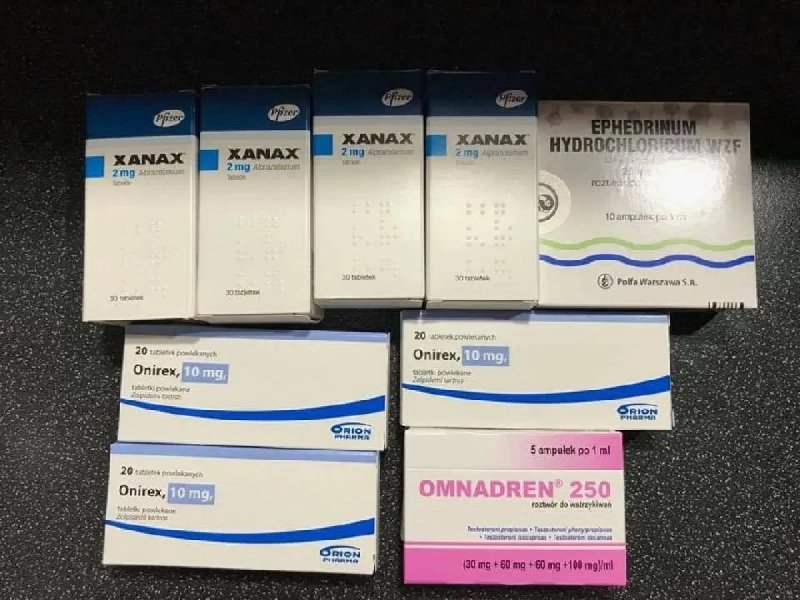 Pfizer
XANAX®
2 mg Alprazolamum
Tabletki
30 tabletek
Pfizer
XANAX®
2 mg Alprazolamum
Tabletki
30 tabletek
Pfizer
XANAX®
2 mg Alprazolamum
Tabletki
30 tabletek
Pfizer
XANAX®
2 mg Alprazolamum
Tabletki
30 tabletek
EPHEDRINUM
HYDROCHLORICUM WZF
10 ampułek po 1 ml
Polfa Warszawa S.A.
20 tabletek powlekanych
Onirex, 10 mg,
tabletki powlekane
Zolpidemi tartras
ORION
PHARMA
20 tabletek powlekanych
Onirex, 10 mg,
tabletki powlekane
Zolpidemi tartras
ORION
PHARMA
20 tabletek powlekanych
Onirex, 10 mg,
tabletki powlekane
Zolpidemi tartras
ORION
PHARMA
5 ampułek po 1 ml
OMNADREN® 250
roztwór do wstrzykiwań
Testosteroni propionas + Testosteroni phenylpropionas
+ Testosteroni isocaproas + Testosteroni decanoas
(30 mg + 60 mg + 60 mg +100 mg)/ml